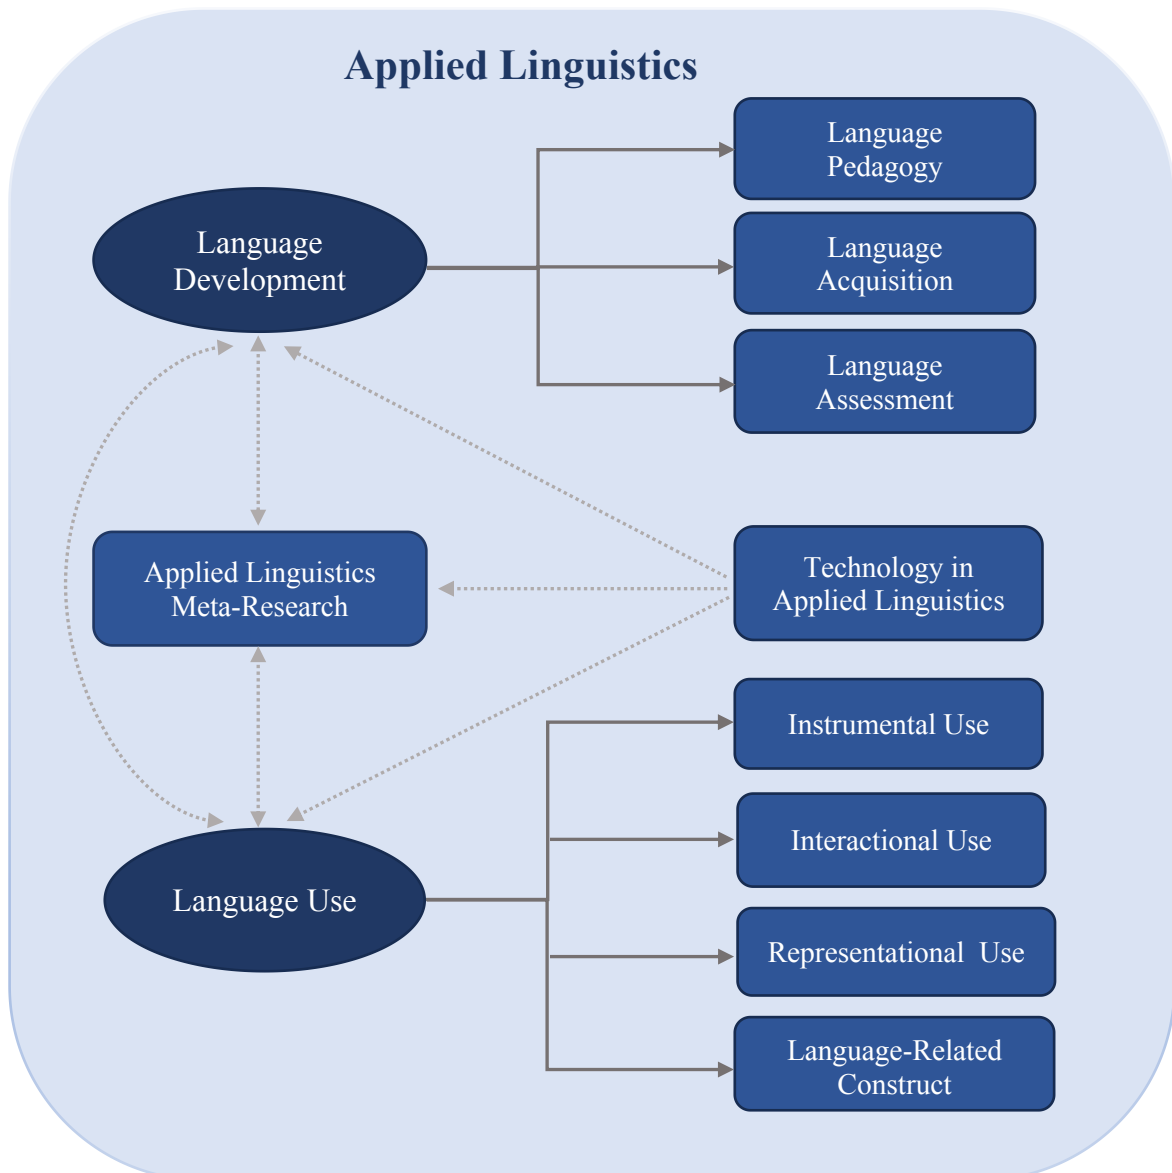 Applied Linguistics
Language
Development
Language
Pedagogy
Language
Acquisition
Language
Assessment
Applied Linguistics
Meta-Research
Technology in
Applied Linguistics
Language Use
Instrumental Use
Interactional Use
Representational  Use
Language-Related
Construct